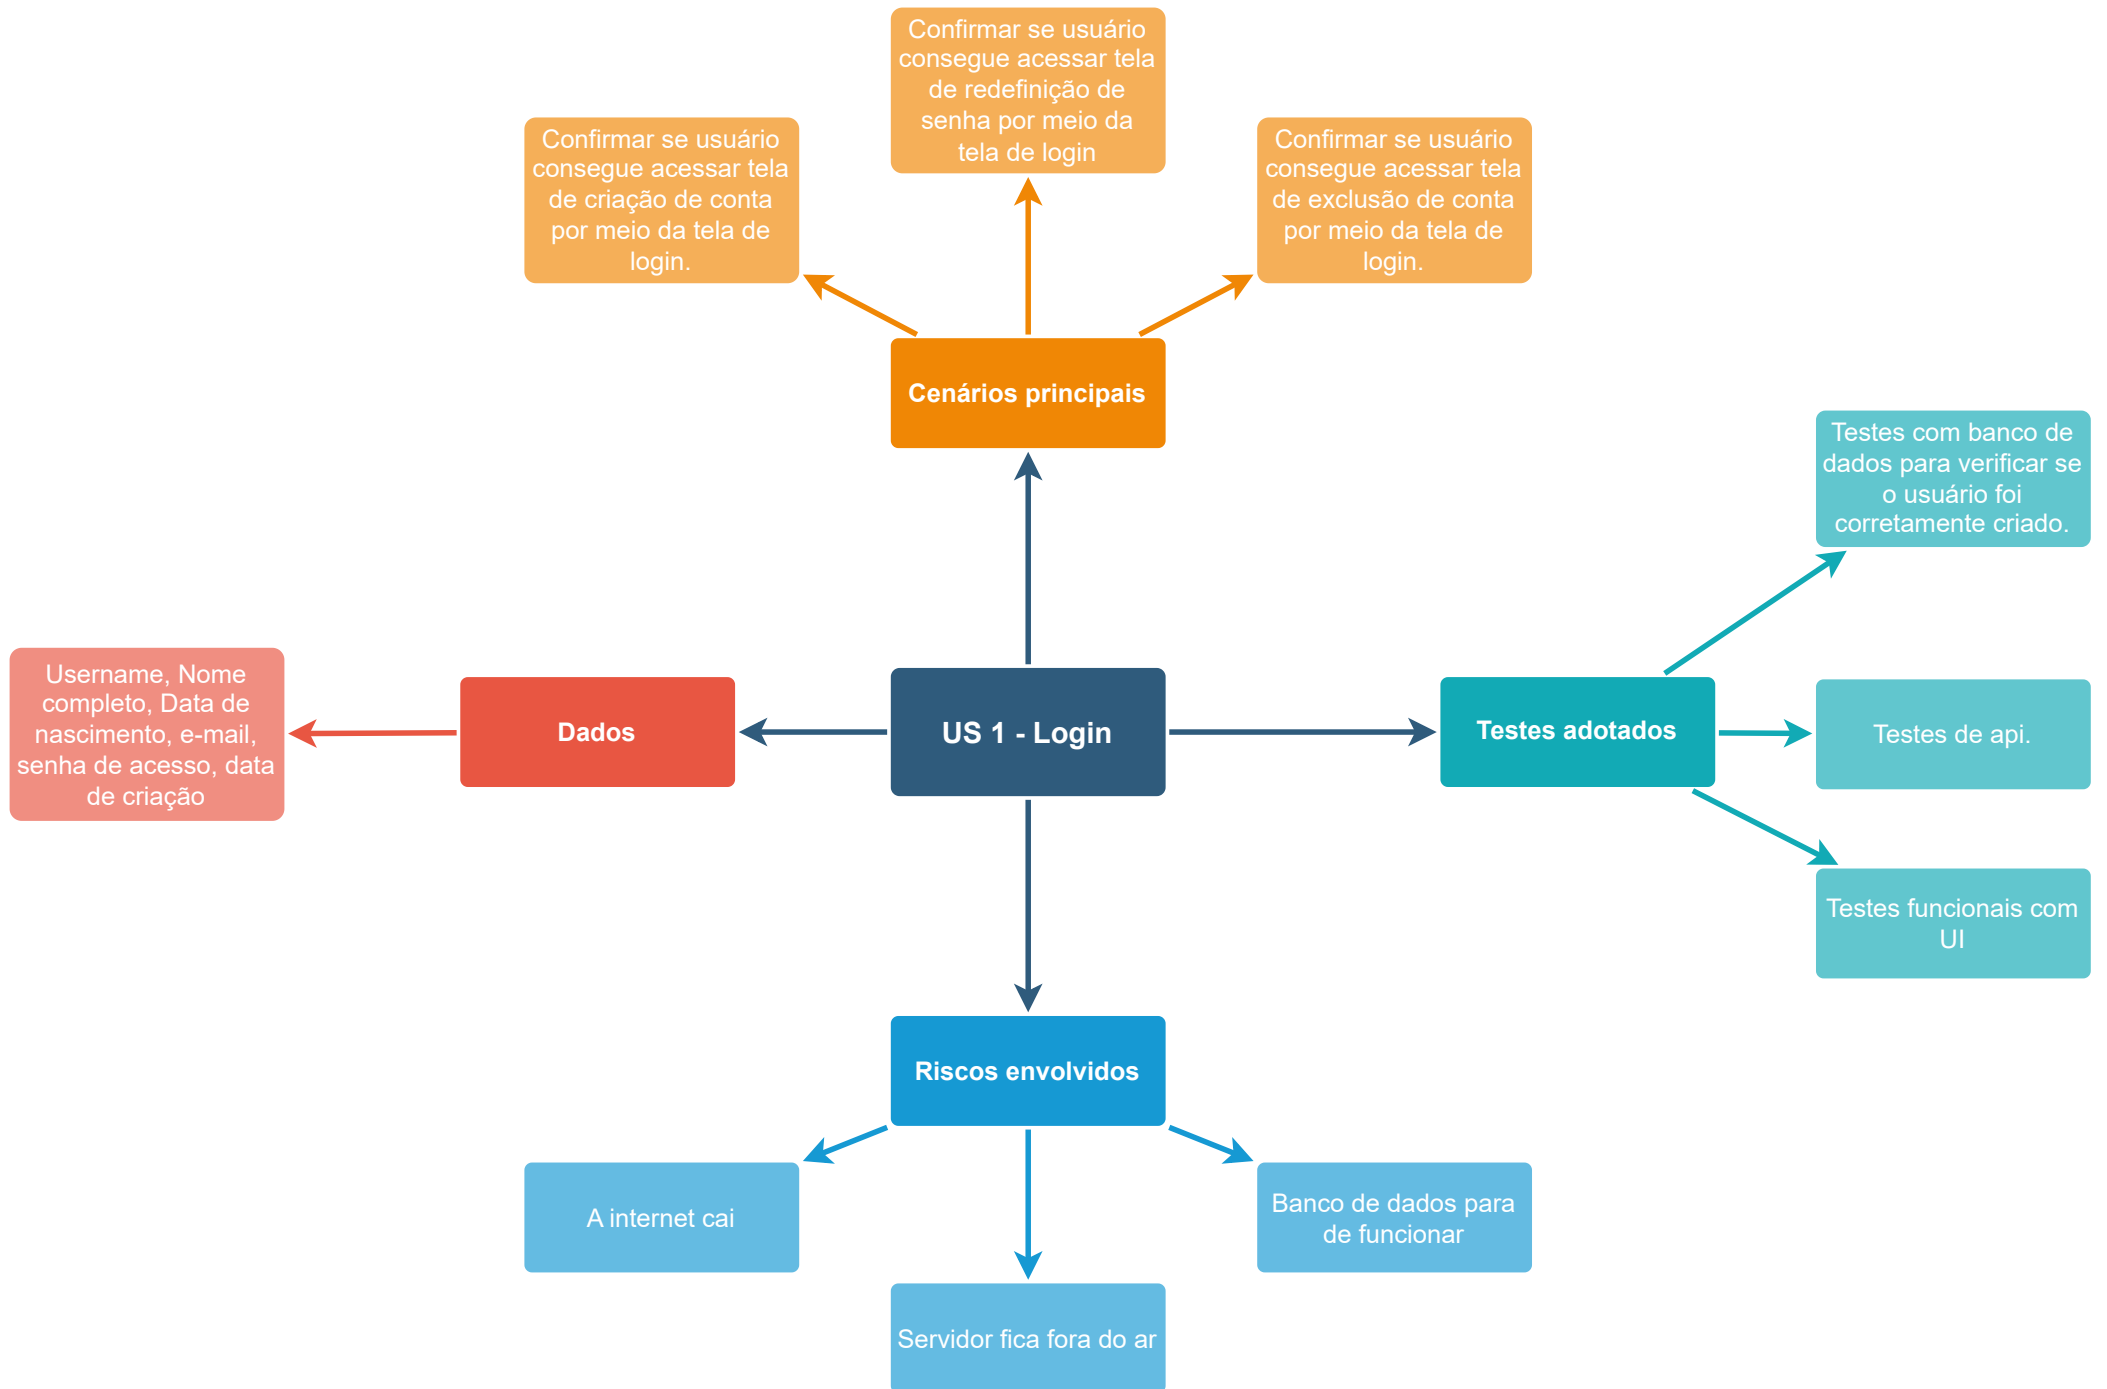 Confirmar se usuário
consegue acessar tela
de redefinição de
senha por meio da
tela de login
Confirmar se usuário
consegue acessar tela
de criação de conta
por meio da tela de
login.
Confirmar se usuário
consegue acessar tela
de exclusão de conta
por meio da tela de
login.
Cenários principais
Testes com banco de
dados para verificar se
o usuário foi
corretamente criado.
Username, Nome
completo, Data de
nascimento, e-mail,
senha de acesso, data
de criação
Dados
US 1 - Login
Testes adotados
Testes de api.
Testes funcionais com
UI
Riscos envolvidos
A internet cai
Banco de dados para
de funcionar
Servidor fica fora do ar